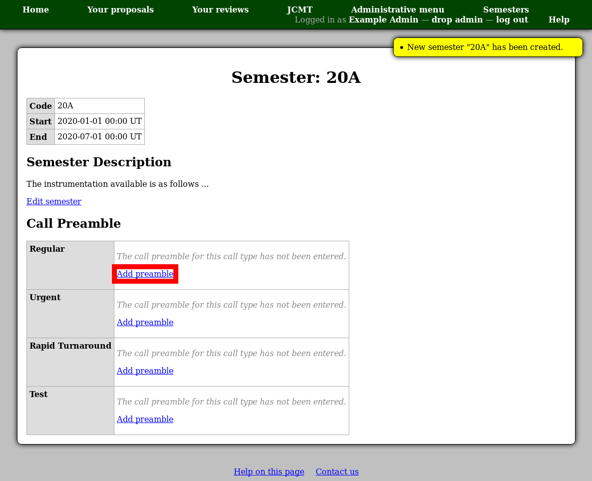 Home Your proposals Your reviews JCMT Administrative menu Semesters
Logged in as Example Admin — drop admin — log out Help
• New semester "20A" has been created.
Semester: 20A
Code 20A
Start 2020-01-01 00:00 UT
End 2020-07-01 00:00 UT
Semester Description
The instrumentation available is as follows ...
Edit semester
Call Preamble
Regular
The call preamble for this call type has not been entered.
Add preamble
Urgent
The call preamble for this call type has not been entered.
Add preamble
Rapid Turnaround
The call preamble for this call type has not been entered.
Add preamble
Test
The call preamble for this call type has not been entered.
Add preamble
Help on this page Contact us